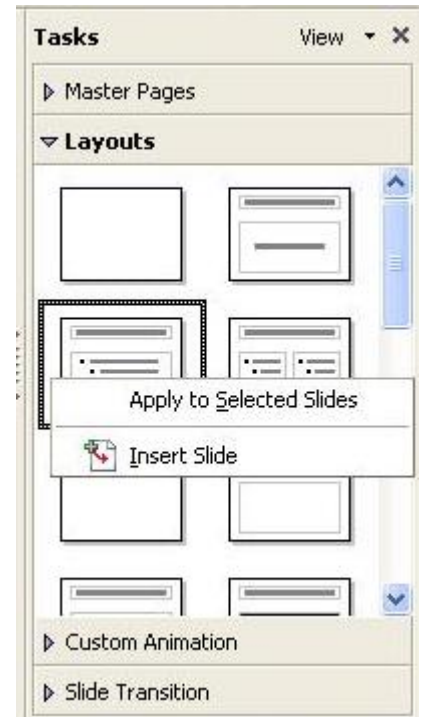 Tasks View
Master Pages
Layouts
Apply to Selected Slides
Insert Slide
Custom Animation
Slide Transition